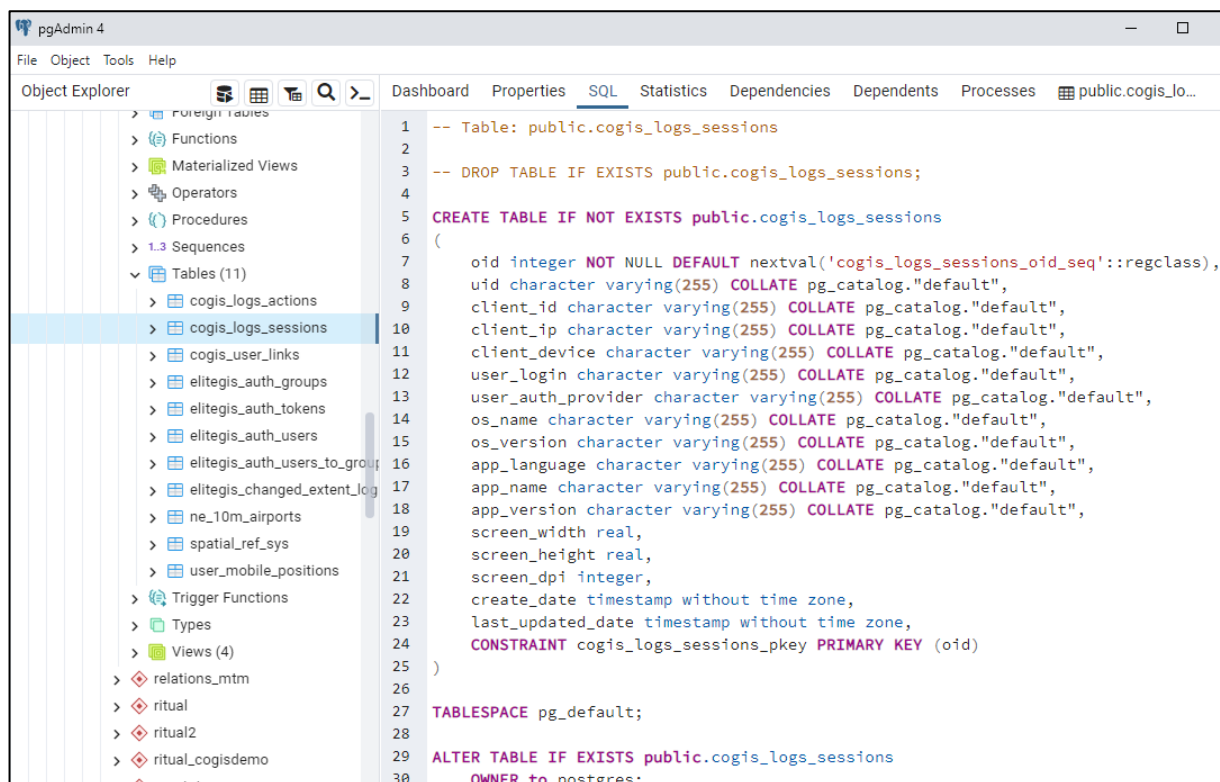 pgAdmin 4
File Object Tools Help
Object Explorer
Foreign Tables
Functions
Materialized Views
Operators
Procedures
1..3 Sequences
Tables (11)
cogis_logs_actions
cogis_logs_sessions
cogis_user_links
elitegis_auth_groups
elitegis_auth_tokens
elitegis_auth_users
elitegis_auth_users_to_group
elitegis_changed_extent_log
ne_10m_airports
spatial_ref_sys
user_mobile_positions
Trigger Functions
Types
Views (4)
relations_mtm
ritual
ritual2
ritual_cogisdemo
Dashboard Properties SQL Statistics Dependencies Dependents Processes public.cogis_lo...
1 -- Table: public.cogis_logs_sessions
2
3 -- DROP TABLE IF EXISTS public.cogis_logs_sessions;
4
5 CREATE TABLE IF NOT EXISTS public.cogis_logs_sessions
6 (
7 oid integer NOT NULL DEFAULT nextval('cogis_logs_sessions_oid_seq'::regclass),
8 uid character varying(255) COLLATE pg_catalog."default",
9 client_id character varying(255) COLLATE pg_catalog."default",
10 client_ip character varying(255) COLLATE pg_catalog."default",
11 client_device character varying(255) COLLATE pg_catalog."default",
12 user_login character varying(255) COLLATE pg_catalog."default",
13 user_auth_provider character varying(255) COLLATE pg_catalog."default",
14 os_name character varying(255) COLLATE pg_catalog."default",
15 os_version character varying(255) COLLATE pg_catalog."default",
16 app_language character varying(255) COLLATE pg_catalog."default",
17 app_name character varying(255) COLLATE pg_catalog."default",
18 app_version character varying(255) COLLATE pg_catalog."default",
19 screen_width real,
20 screen_height real,
21 screen_dpi integer,
22 create_date timestamp without time zone,
23 last_updated_date timestamp without time zone,
24 CONSTRAINT cogis_logs_sessions_pkey PRIMARY KEY (oid)
25 )
26
27 TABLESPACE pg_default;
28
29 ALTER TABLE IF EXISTS public.cogis_logs_sessions
30 OWNER to postgres;